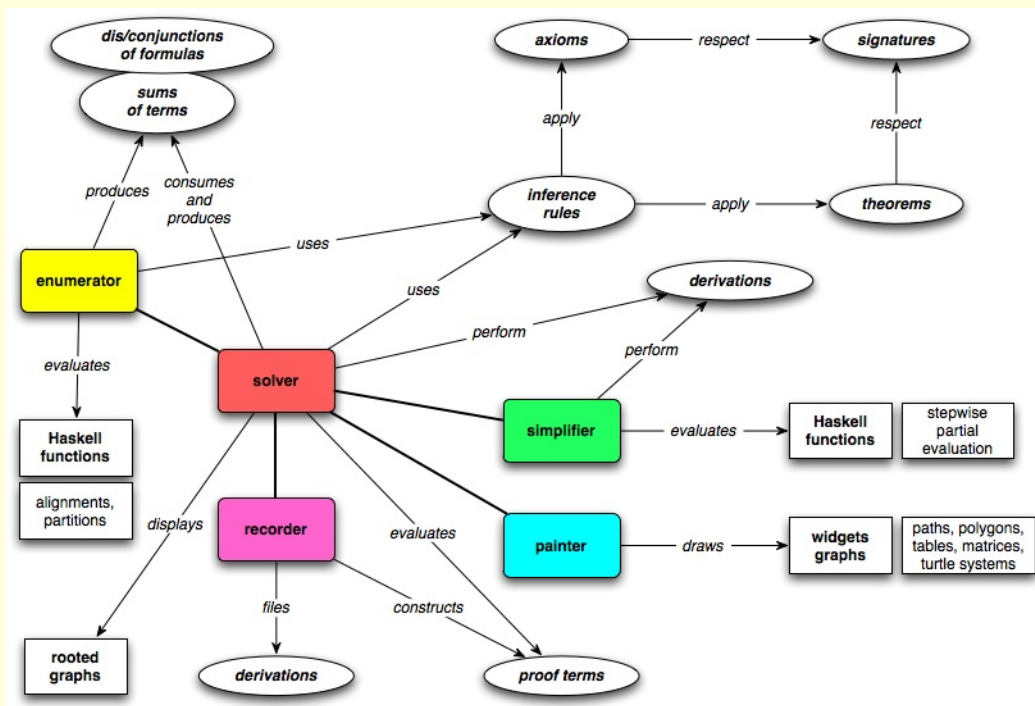 dis/conjunctions
of formulas
sums
of terms
axioms
respect
signatures
apply
respect
produces
consumes
and
produces
inference
rules
apply
theorems
uses
enumerator
uses
derivations
perform
perform
evaluates
solver
Haskell
functions
simplifier
evaluates
Haskell
functions
stepwise
partial
evaluation
alignments,
partitions
displays
recorder
evaluates
painter
draws
widgets
graphs
paths, polygons,
tables, matrices,
turtle systems
files
constructs
rooted
graphs
derivations
proof terms